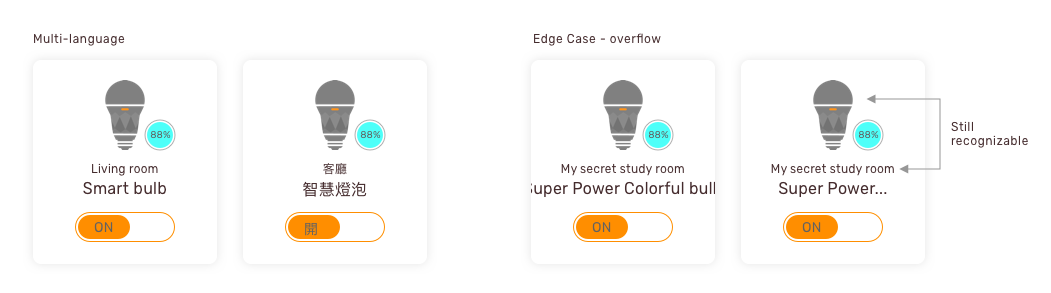 Multi-language
Edge Case - overflow
88%
Living room
Smart bulb
ON
88%
客廳
智慧燈泡
開
88%
My secret study room
Super Power Colorful bul
ON
88%
My secret study room
Super Power...
ON
Still
recognizable